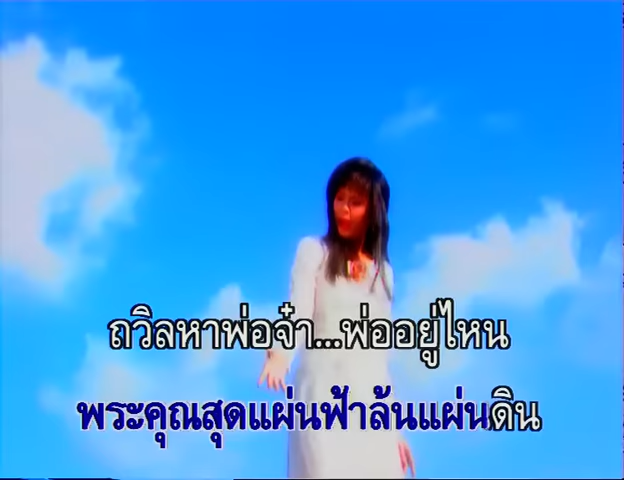 ถวิลหาพ่อจ๋า...พ่ออยู่ไหน
พระคุณสุดแผ่นฟ้าล้นแผ่นดิน